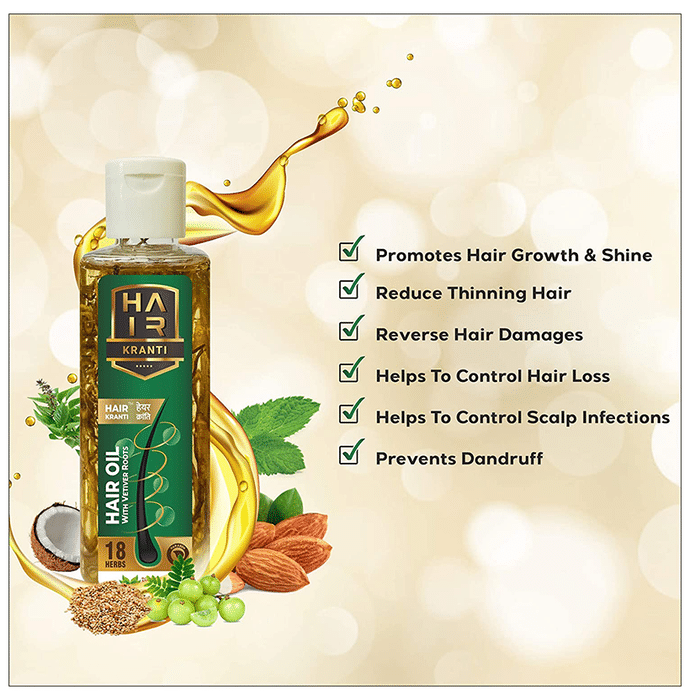 HA
IR
KRANTI
HAIR
KRANTI
हेयर
क्रांति
HAIR OIL
WITH VETIVER ROOTS
18
HERBS
Promotes Hair Growth & Shine
Reduce Thinning Hair
Reverse Hair Damages
Helps To Control Hair Loss
Helps To Control Scalp Infections
Prevents Dandruff